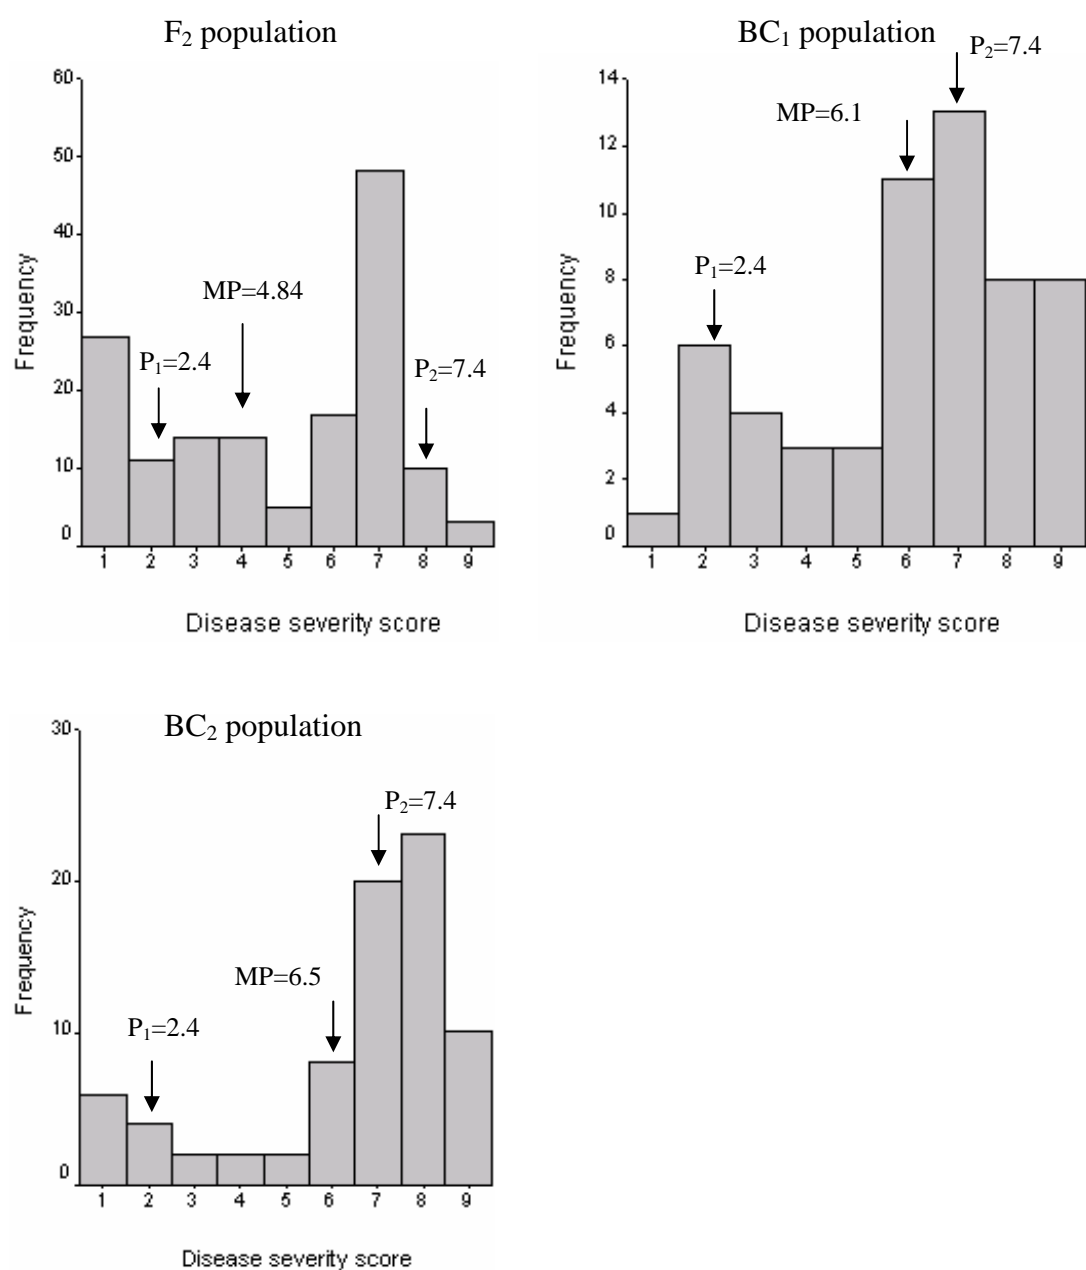 F₂ population
60
50
40
30
20
10
0
Frequency
P₁=2.4
MP=4.84
P₂=7.4
1 2 3 4 5 6 7 8 9
Disease severity score
BC₁ population
14
12
10
8
6
4
2
0
Frequency
P₁=2.4
MP=6.1
P₂=7.4
1 2 3 4 5 6 7 8 9
Disease severity score
BC₂ population
30
20
10
0
Frequency
P₁=2.4
MP=6.5
P₂=7.4
1 2 3 4 5 6 7 8 9
Disease severity score